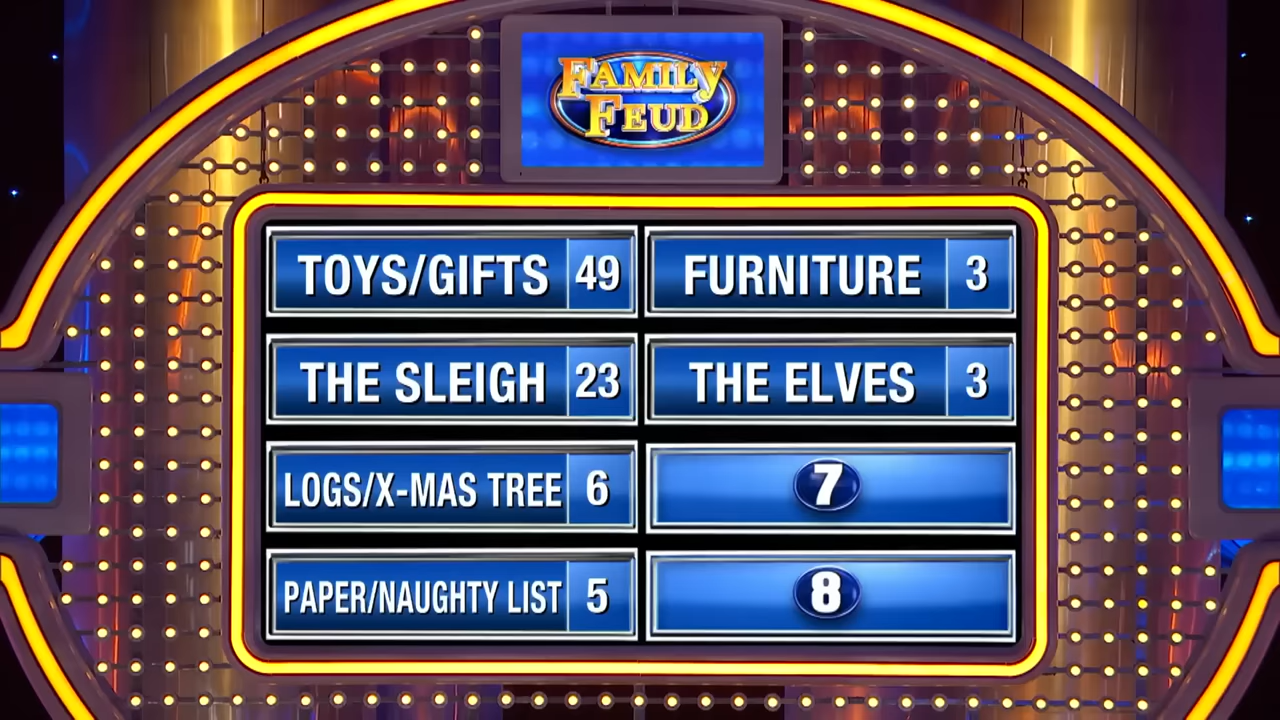 FAMILY
FEUD
TOYS/GIFTS 49
THE SLEIGH 23
LOGS/X-MAS TREE 6
PAPER/NAUGHTY LIST 5
FURNITURE 3
THE ELVES 3
7
8